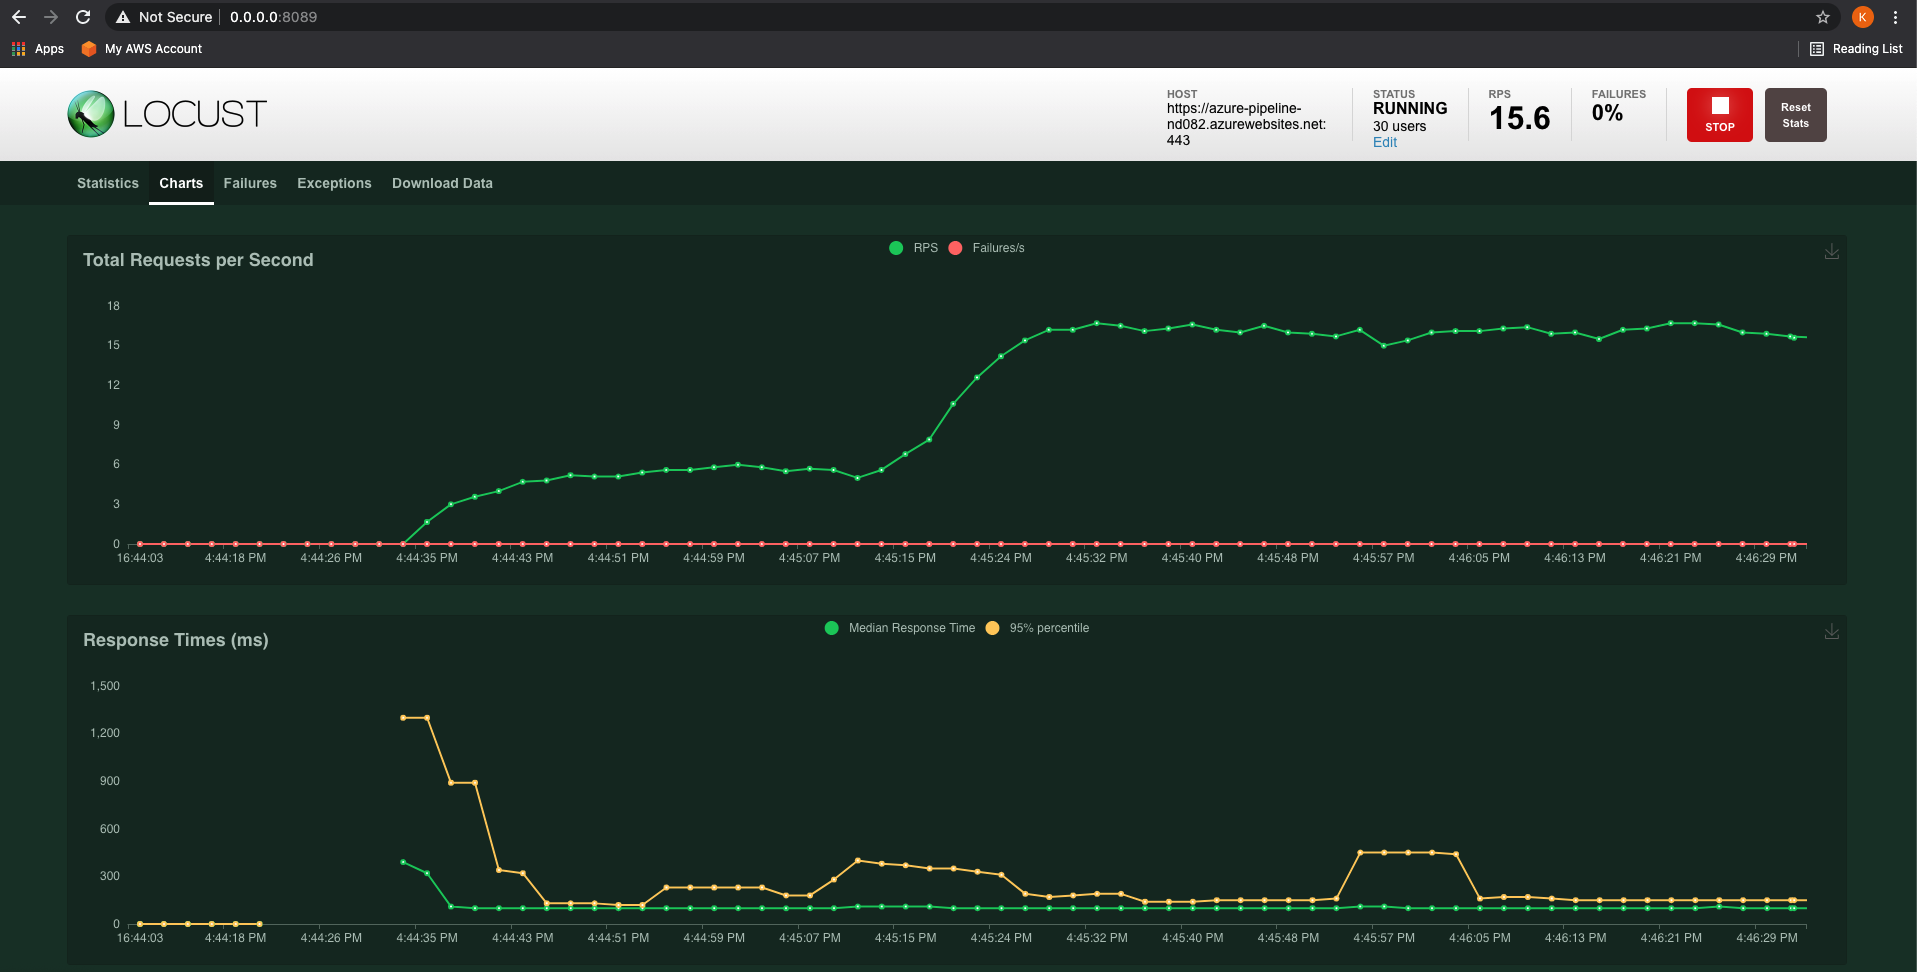 Not Secure 0.0.0.0:8089
K
Apps My AWS Account Reading List
LOCUST
HOST
https://azure-pipeline-
nd082.azurewebsites.net:
443
STATUS
RUNNING
30 users
Edit
RPS
15.6
FAILURES
0%
STOP
Reset
Stats
Statistics Charts Failures Exceptions Download Data
RPS Failures/s
Total Requests per Second
18
15
12
9
6
3
0
16:44:03 4:44:18 PM 4:44:26 PM 4:44:35 PM 4:44:43 PM 4:44:51 PM 4:44:59 PM 4:45:07 PM 4:45:15 PM 4:45:24 PM 4:45:32 PM 4:45:40 PM 4:45:48 PM 4:45:57 PM 4:46:05 PM 4:46:13 PM 4:46:21 PM 4:46:29 PM
Median Response Time 95% percentile
Response Times (ms)
1,500
1,200
900
600
300
0
16:44:03 4:44:18 PM 4:44:26 PM 4:44:35 PM 4:44:43 PM 4:44:51 PM 4:44:59 PM 4:45:07 PM 4:45:15 PM 4:45:24 PM 4:45:32 PM 4:45:40 PM 4:45:48 PM 4:45:57 PM 4:46:05 PM 4:46:13 PM 4:46:21 PM 4:46:29 PM